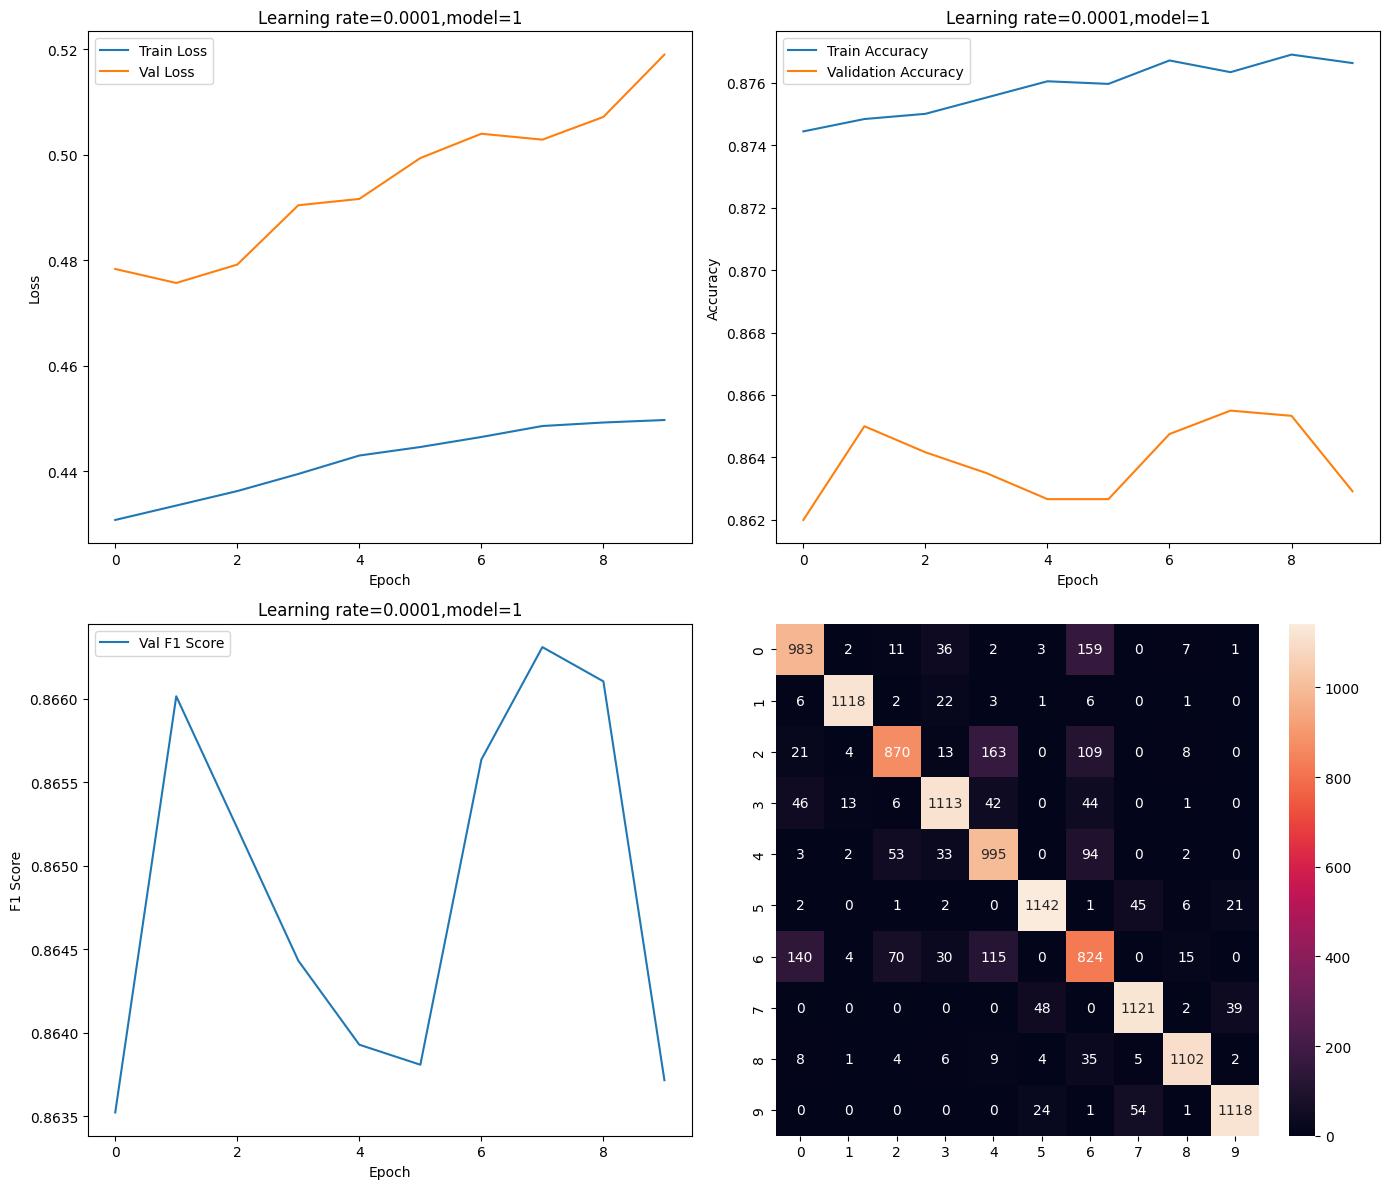 Learning rate=0.0001,model=1
Train Loss
Val Loss
0.52
0.50
0.48
0.46
0.44
Loss
0 2 4 6 8
Epoch
Learning rate=0.0001,model=1
Train Accuracy
Validation Accuracy
0.876
0.874
0.872
0.870
0.868
0.866
0.864
0.862
Accuracy
0 2 4 6 8
Epoch
Learning rate=0.0001,model=1
Val F1 Score
0.8660
0.8655
0.8650
0.8645
0.8640
0.8635
F1 Score
0 2 4 6 8
Epoch
0 983 2 11 36 2 3 159 0 7 1
1 6 1118 2 22 3 1 6 0 1 0
2 21 4 870 13 163 0 109 0 8 0
3 46 13 6 1113 42 0 44 0 1 0
4 3 2 53 33 995 0 94 0 2 0
5 2 0 1 2 0 1142 1 45 6 21
6 140 4 70 30 115 0 824 0 15 0
7 0 0 0 0 0 48 0 1121 2 39
8 8 1 4 6 9 4 35 5 1102 2
9 0 0 0 0 0 24 1 54 1 1118
0 1 2 3 4 5 6 7 8 9
1000
800
600
400
200
0